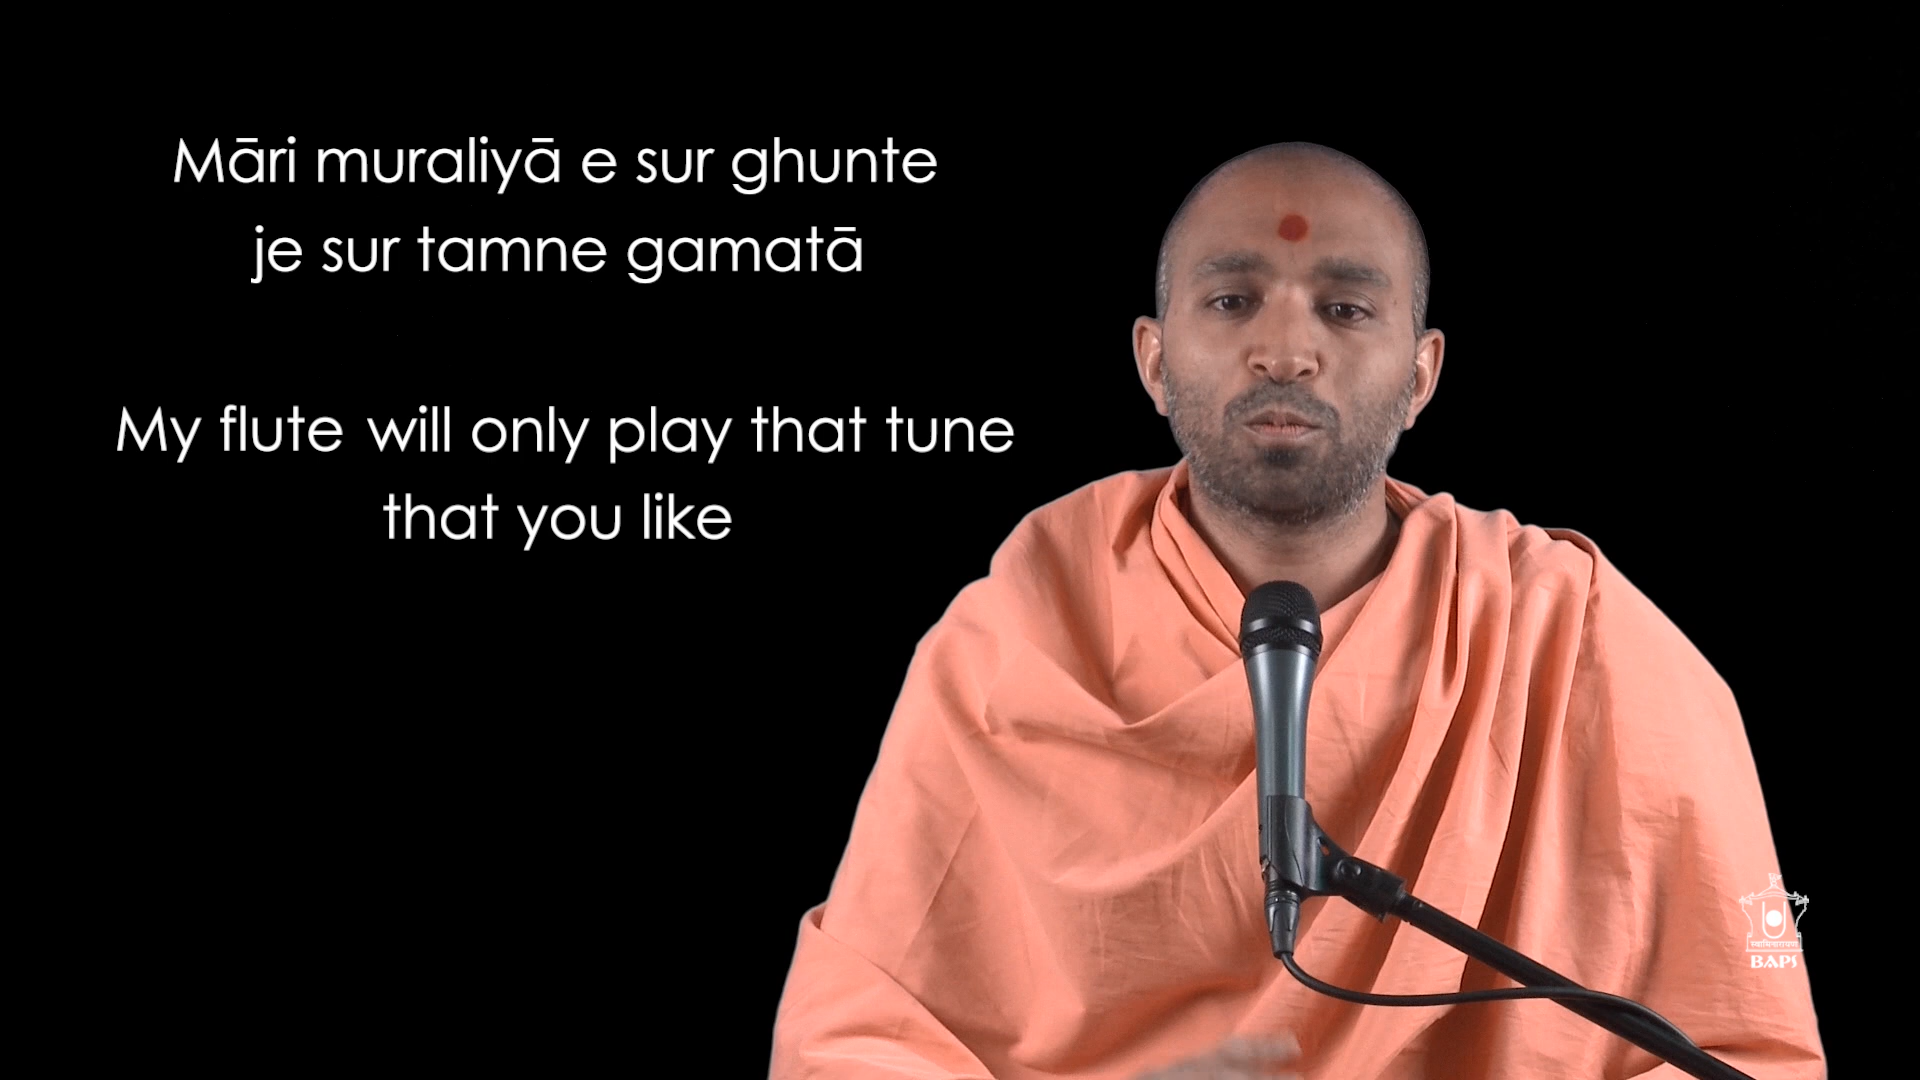 Māri muraliyā e sur ghunte
je sur tamne gamatā
My flute will only play that tune
that you like
स्वामिनारायण
BAPS